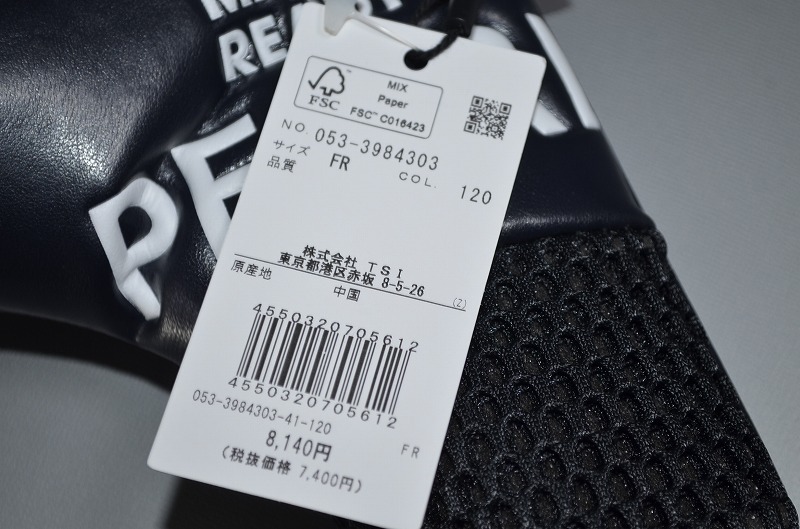 REA
PE
RI
FSC
MIX
Paper
FSC™ C016423
NO. 053-3984303
サイズ FR COL. 120
品質
株式会社 TSI
東京都港区赤坂 8-5-26
原産地 中国 (Z)
4550320705612
4550320705612
053-3984303-41-120
8,140円 FR
(税抜価格 7,400円)